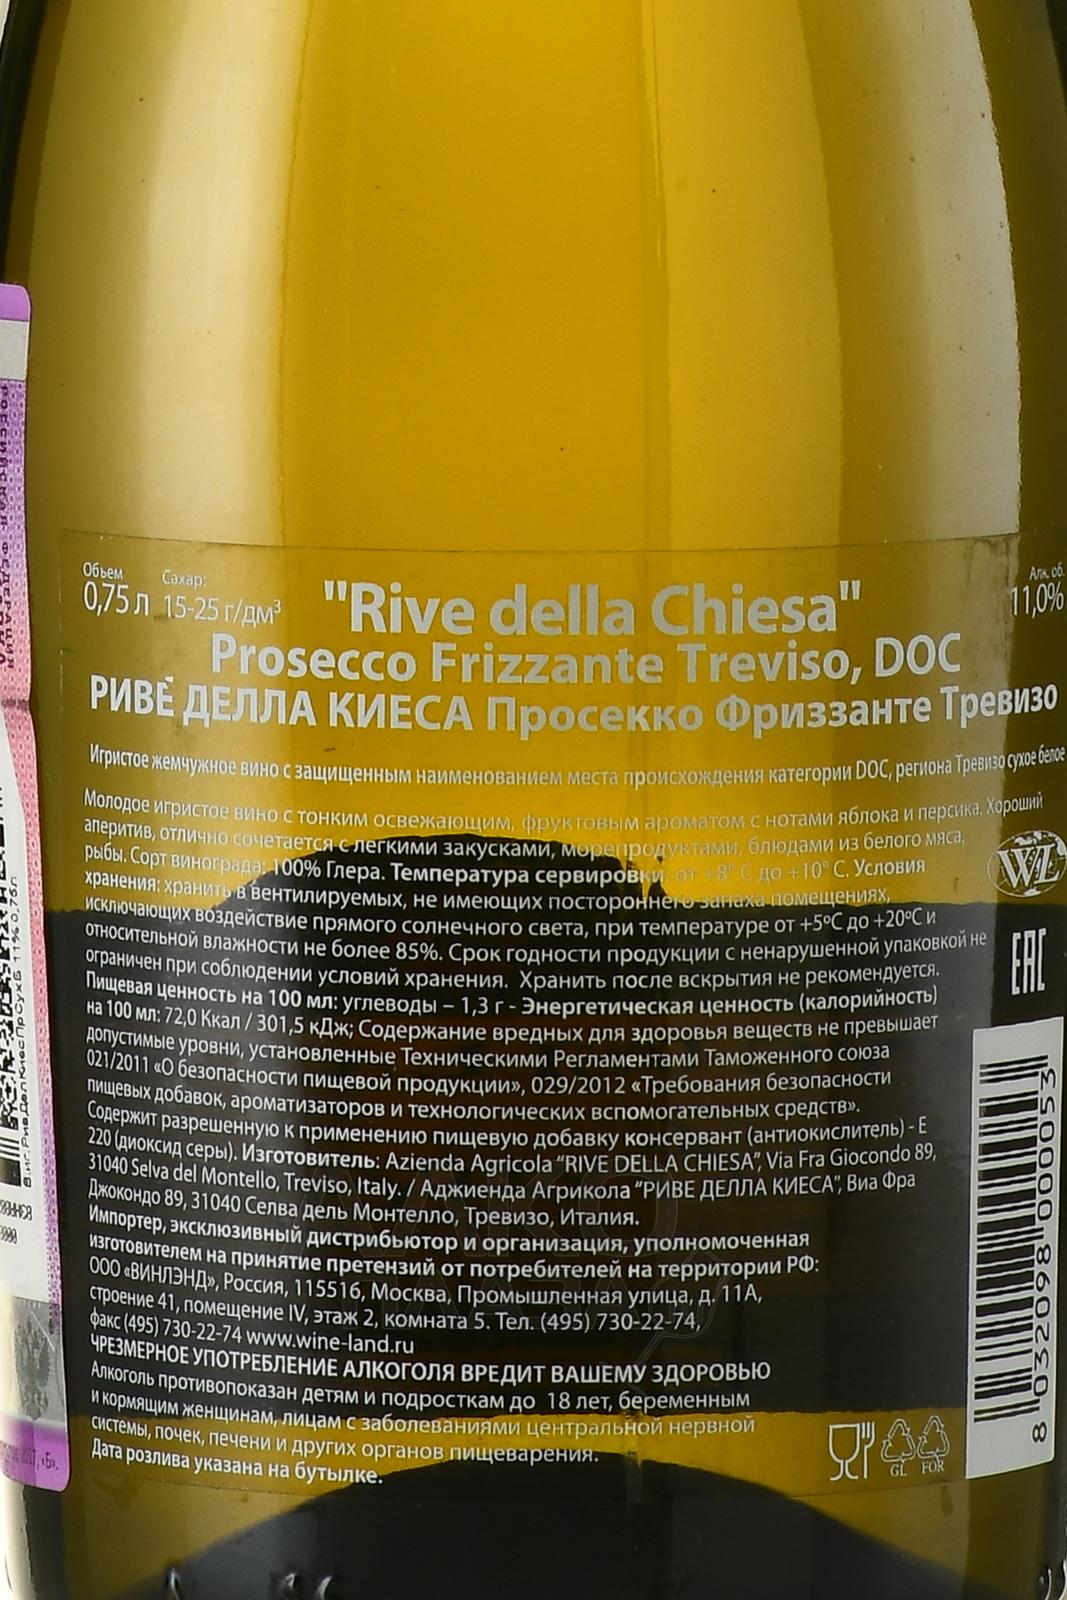 Объем
0,75 л
Сахар:
15-25 г/дм³
Алк. об.
11,0%
"Rive della Chiesa"
Prosecco Frizzante Treviso, DOC
РИВЕ ДЕЛЛА КИЕСА Просекко Фриззанте Тревизо
Игристое жемчужное вино с защищенным наименованием места происхождения категории DOC, региона Тревизо сухое белое
Молодое игристое вино с тонким освежающим, фруктовым ароматом с нотами яблока и персика. Хороший
аперитив, отлично сочетается с легкими закусками, морепродуктами, блюдами из белого мяса,
рыбы. Сорт винограда: 100% Глера. Температура сервировки: от +8° С до +10° С. Условия
хранения: хранить в вентилируемых, не имеющих постороннего запаха помещениях,
исключающих воздействие прямого солнечного света, при температуре от +5ºС до +20ºС и
относительной влажности не более 85%. Срок годности продукции с ненарушенной упаковкой не
ограничен при соблюдении условий хранения. Хранить после вскрытия не рекомендуется.
Пищевая ценность на 100 мл: углеводы – 1,3 г - Энергетическая ценность (калорийность)
на 100 мл: 72,0 Ккал / 301,5 кДж; Содержание вредных для здоровья веществ не превышает
допустимые уровни, установленные Техническими Регламентами Таможенного союза
021/2011 «О безопасности пищевой продукции», 029/2012 «Требования безопасности
пищевых добавок, ароматизаторов и технологических вспомогательных средств».
Содержит разрешенную к применению пищевую добавку консервант (антиокислитель) - Е
220 (диоксид серы). Изготовитель: Azienda Agricola “RIVE DELLA CHIESA”, Via Fra Giocondo 89,
31040 Selva del Montello, Treviso, Italy. / Аджиенда Агрикола “РИВЕ ДЕЛЛА КИЕСА”, Виа Фра
Джокондо 89, 31040 Селва дель Монтелло, Тревизо, Италия.
Импортер, эксклюзивный дистрибьютор и организация, уполномоченная
изготовителем на принятие претензий от потребителей на территории РФ:
ООО «ВИНЛЭНД», Россия, 115516, Москва, Промышленная улица, д. 11А,
строение 41, помещение IV, этаж 2, комната 5. Тел. (495) 730-22-74,
факс (495) 730-22-74 www.wine-land.ru
ЧРЕЗМЕРНОЕ УПОТРЕБЛЕНИЕ АЛКОГОЛЯ ВРЕДИТ ВАШЕМУ ЗДОРОВЬЮ
Алкоголь противопоказан детям и подросткам до 18 лет, беременным
и кормящим женщинам, лицам с заболеваниями центральной нервной
системы, почек, печени и других органов пищеварения.
Дата розлива указана на бутылке.
WL
EAC
8 032098 000053
GL
FOR